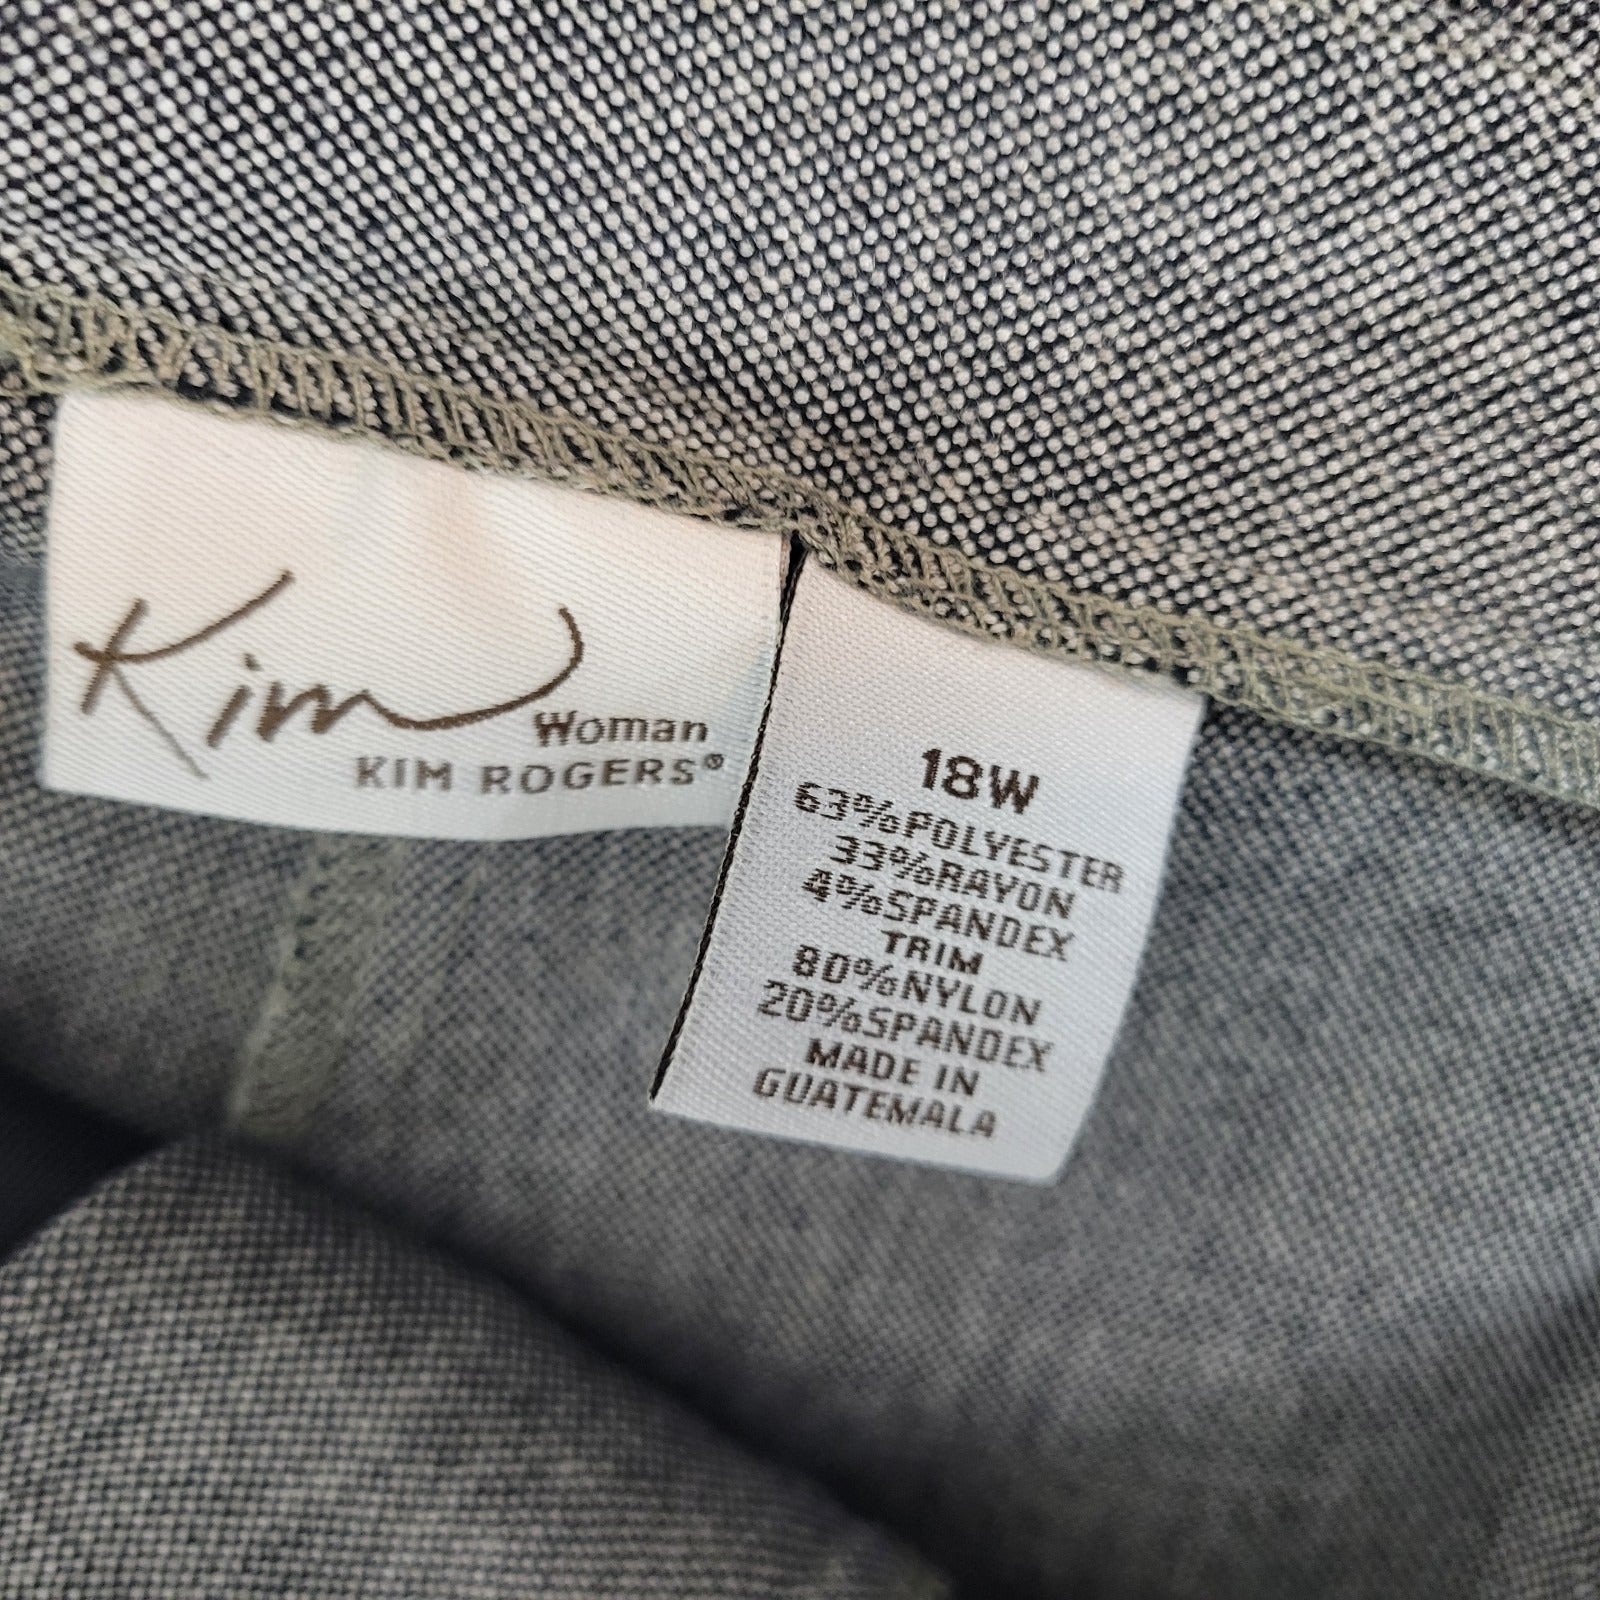 Kim
Woman
KIM ROGERS®
18W
63%POLYESTER
33%RAYON
4%SPANDEX
TRIM
80%NYLON
20%SPANDEX
MADE IN
GUATEMALA